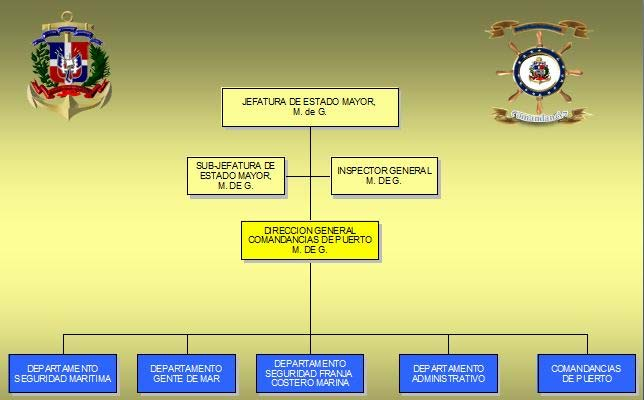 JEFATURA DE ESTADO MAYOR,
M. de G.
SUB-JEFATURA DE
ESTADO MAYOR,
M. DE G.
INSPECTOR GENERAL
M. DE G.
DIRECCION GENERAL
COMANDANCIAS DE PUERTO
M. DE G.
DEPARTAMENTO
SEGURIDAD MARITIMA
DEPARTAMENTO
GENTE DE MAR
DEPARTAMENTO
SEGURIDAD FRANJA
COSTERO MARINA
DEPARTAMENTO
ADMINISTRATIVO
COMANDANCIAS
DE PUERTO